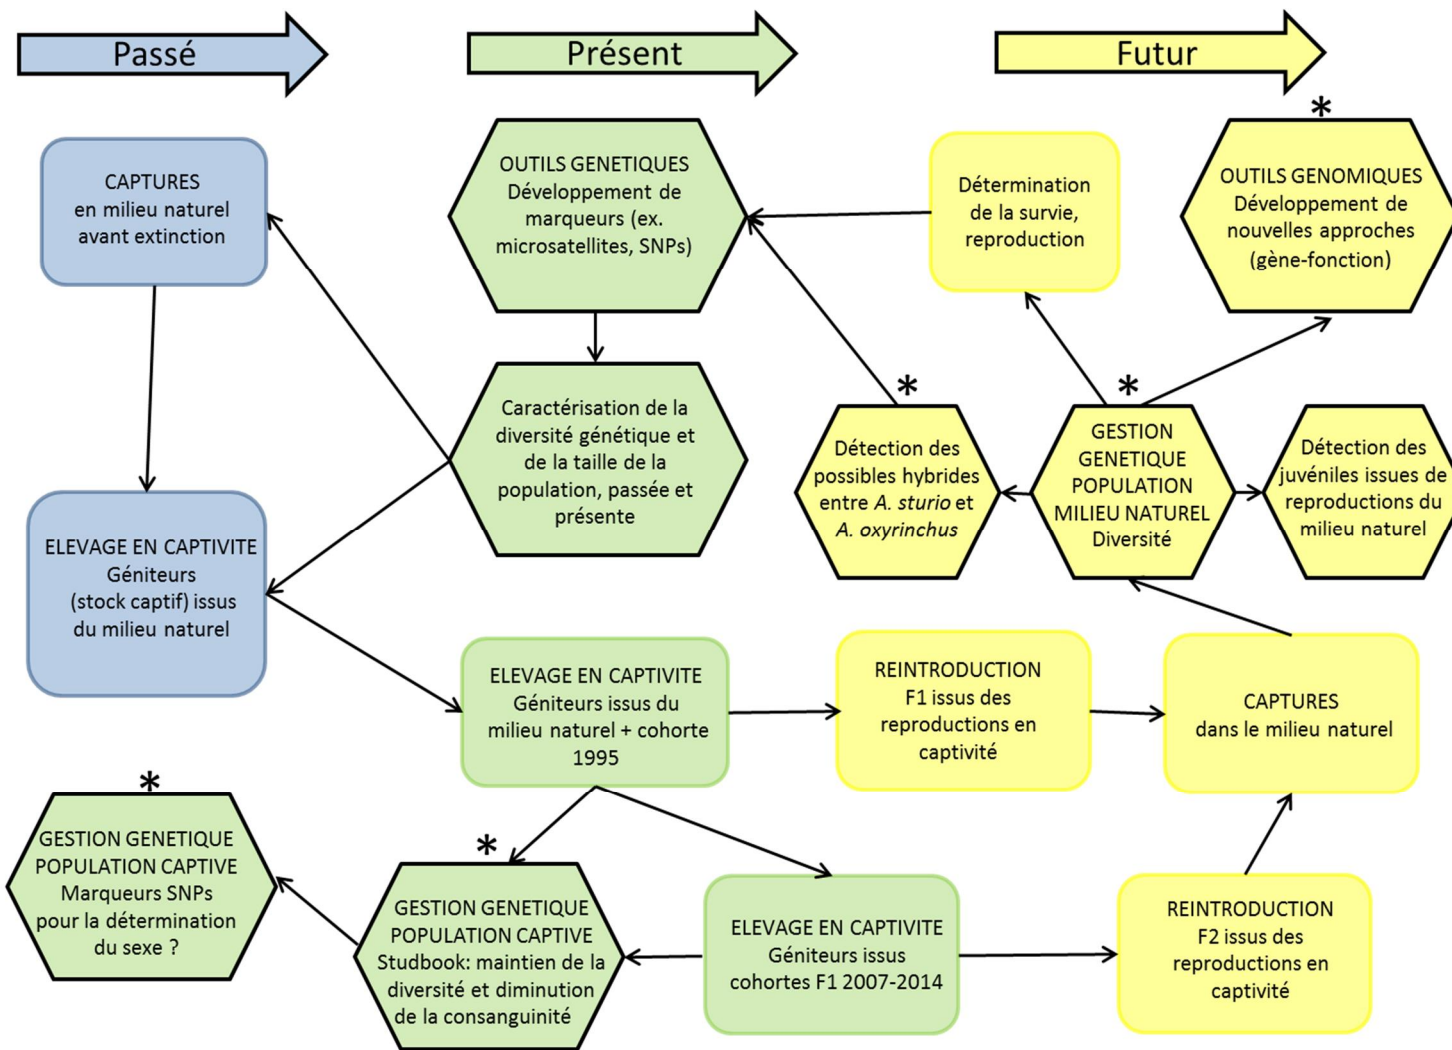 Passé
Présent
Futur
CAPTURES
en milieu naturel
avant extinction
OUTILS GENETIQUES
Développement de
marqueurs (ex.
microsatellites, SNPs)
Détermination
de la survie,
reproduction
*
OUTILS GENOMIQUES
Développement de
nouvelles approches
(gène-fonction)
ELEVAGE EN CAPTIVITE
Géniteurs
(stock captif) issus
du milieu naturel
Caractérisation de la
diversité génétique et
de la taille de la
population, passée et
présente
*
Détection des
possibles hybrides
entre A. sturio et
A. oxyrinchus
*
GESTION
GENETIQUE
POPULATION
MILIEU NATUREL
Diversité
Détection des
juvéniles issues de
reproductions du
milieu naturel
ELEVAGE EN CAPTIVITE
Géniteurs issus du
milieu naturel + cohorte
1995
REINTRODUCTION
F1 issus des
reproductions en
captivité
CAPTURES
dans le milieu naturel
*
GESTION GENETIQUE
POPULATION CAPTIVE
Marqueurs SNPs
pour la détermination
du sexe ?
*
GESTION GENETIQUE
POPULATION CAPTIVE
Studbook: maintien de la
diversité et diminution
de la consanguinité
ELEVAGE EN CAPTIVITE
Géniteurs issus
cohortes F1 2007-2014
REINTRODUCTION
F2 issus des
reproductions en
captivité